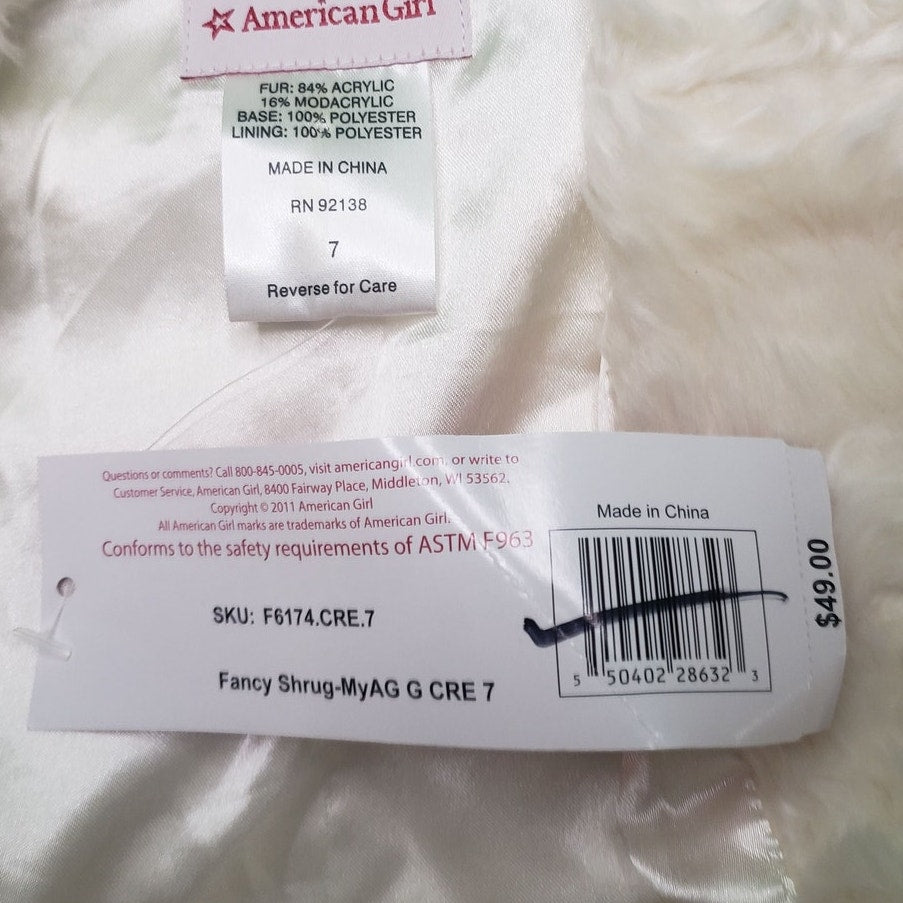 American Girl
FUR: 84% ACRYLIC
16% MODACRYLIC
BASE: 100% POLYESTER
LINING: 100% POLYESTER
MADE IN CHINA
RN 92138
7
Reverse for Care
Questions or comments? Call 800-845-0005, visit americangirl.com, or write to
Customer Service, American Girl, 8400 Fairway Place, Middleton, WI 53562.
Copyright © 2011 American Girl
All American Girl marks are trademarks of American Girl.
Conforms to the safety requirements of ASTM F963
SKU: F6174.CRE.7
Fancy Shrug-MyAG G CRE 7
Made in China
5 50402 28632 3
$49.00